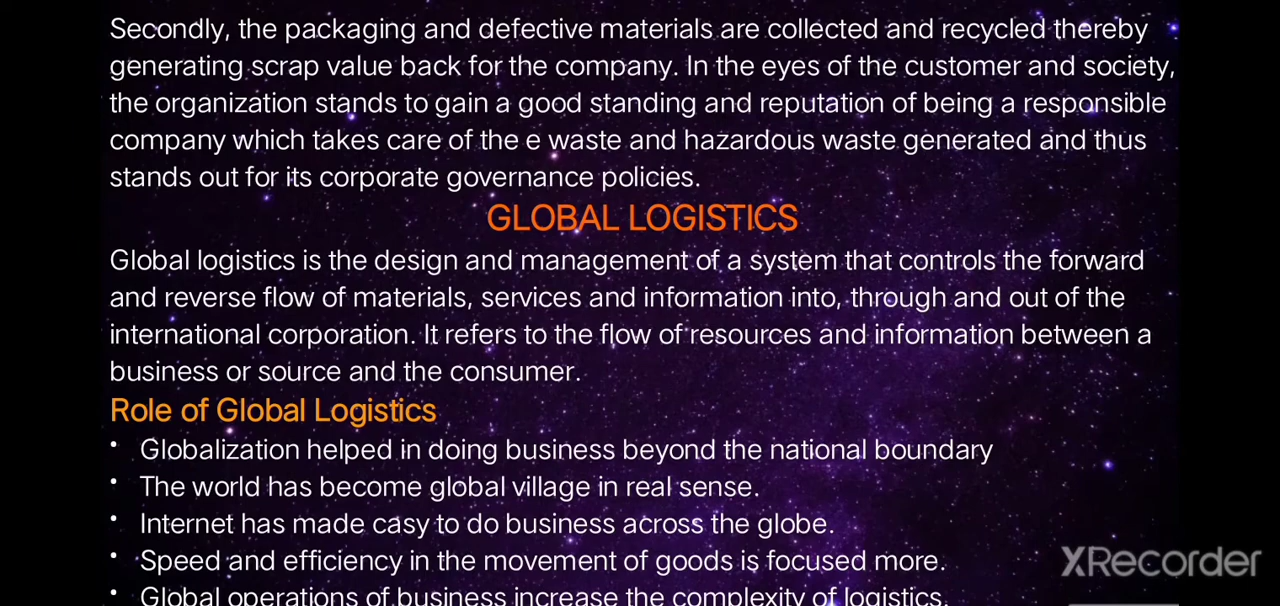 Secondly, the packaging and defective materials are collected and recycled thereby
generating scrap value back for the company. In the eyes of the customer and society,
the organization stands to gain a good standing and reputation of being a responsible
company which takes care of the e waste and hazardous waste generated and thus
stands out for its corporate governance policies.
GLOBAL LOGISTICS
Global logistics is the design and management of a system that controls the forward
and reverse flow of materials, services and information into, through and out of the
international corporation. It refers to the flow of resources and information between a
business or source and the consumer.
Role of Global Logistics
• Globalization helped in doing business beyond the national boundary
• The world has become global village in real sense.
• Internet has made casy to do business across the globe.
• Speed and efficiency in the movement of goods is focused more.
• Global operations of business increase the complexity of logistics.
XRecorder